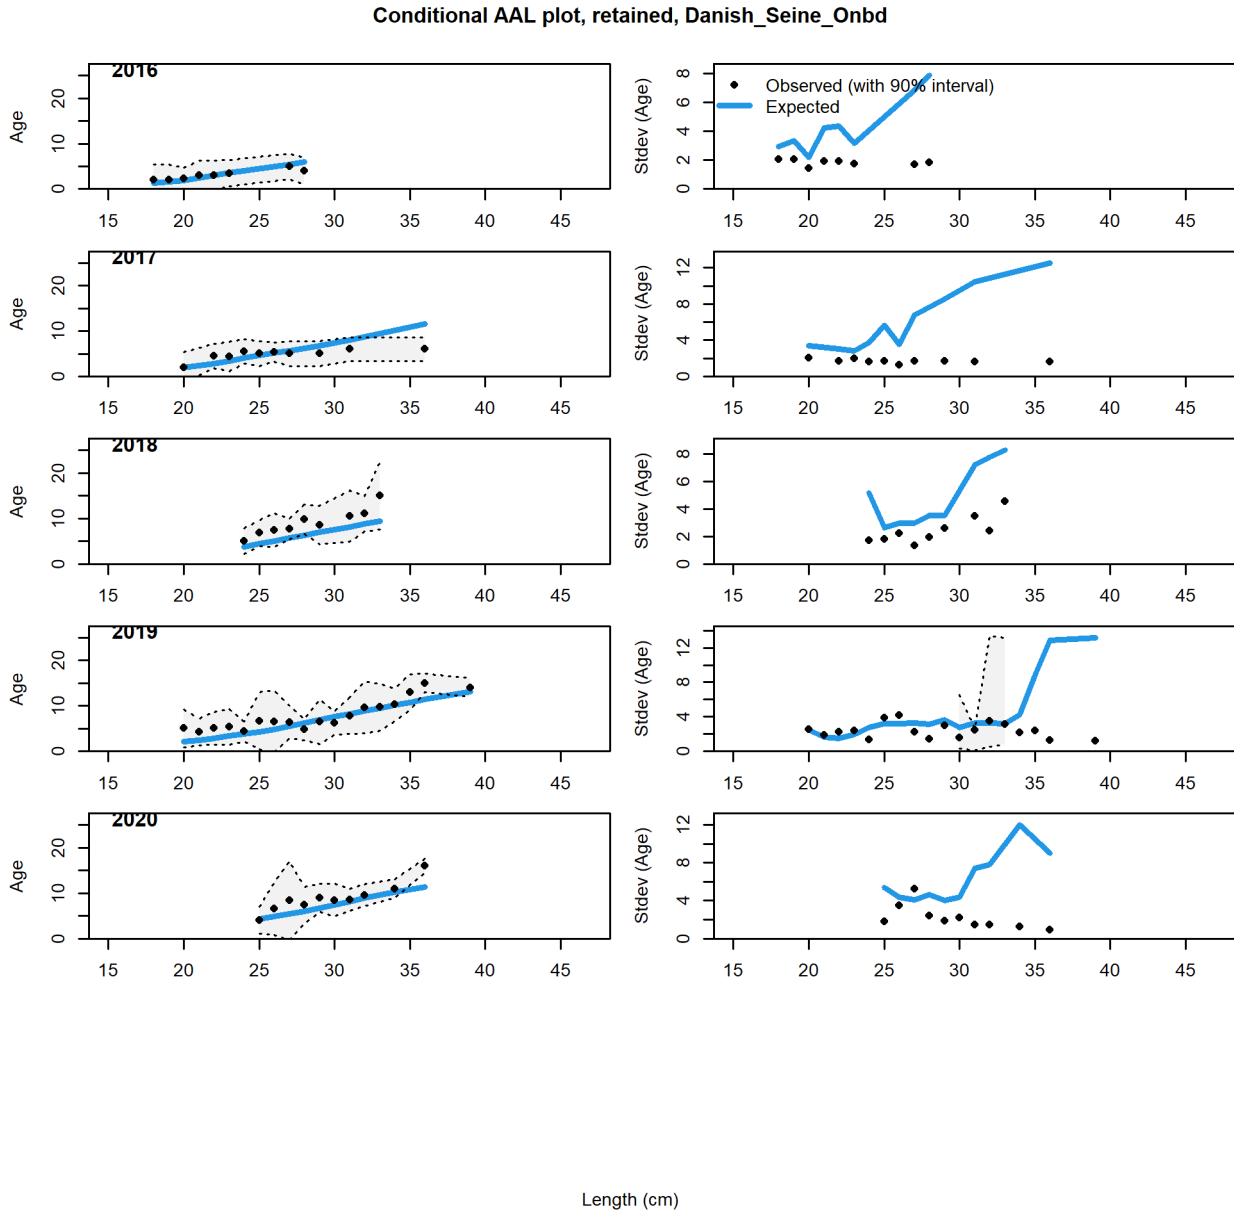 Conditional AAL plot, retained, Danish_Seine_Onbd
2016
Age
0 10 20
15 20 25 30 35 40 45
Observed (with 90% interval)
Expected
Stdev (Age)
0 2 4 6 8
15 20 25 30 35 40 45
2017
Age
0 10 20
15 20 25 30 35 40 45
Stdev (Age)
0 4 8 12
15 20 25 30 35 40 45
2018
Age
0 10 20
15 20 25 30 35 40 45
Stdev (Age)
0 2 4 6 8
15 20 25 30 35 40 45
2019
Age
0 10 20
15 20 25 30 35 40 45
Stdev (Age)
0 4 8 12
15 20 25 30 35 40 45
2020
Age
0 10 20
15 20 25 30 35 40 45
Stdev (Age)
0 4 8 12
15 20 25 30 35 40 45
Length (cm)